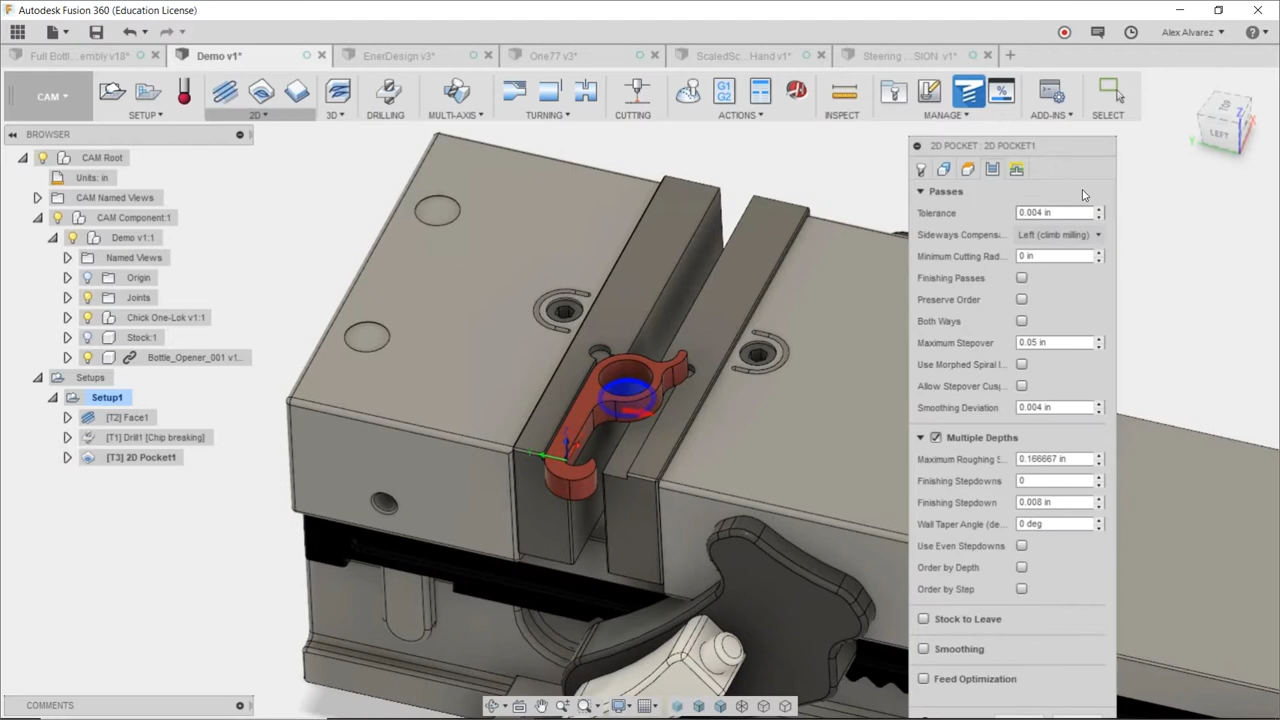 Autodesk Fusion 360 (Education License)
Alex Alvarez
Full Bottl...embly v18*
Demo v1*
EnerDesign v3*
One77 v3*
ScaledSc...Hand v1*
Steering ...SION v1*
CAM
SETUP
2D
3D
DRILLING
MULTI-AXIS
TURNING
CUTTING
G1
G2
ACTIONS
INSPECT
%
MANAGE
ADD-INS
SELECT
BROWSER
CAM Root
Units: in
CAM Named Views
CAM Component:1
Demo v1:1
Named Views
Origin
Joints
Chick One-Lok v1:1
Stock:1
Bottle_Opener_001 v1...
Setups
Setup1
[T2] Face1
[T1] Drill1 [Chip breaking]
[T3] 2D Pocket1
COMMENTS
LEFT
Z
X
Y
2D POCKET : 2D POCKET1
Passes
Tolerance 0.004 in
Sideways Compensa... Left (climb milling)
Minimum Cutting Rad... 0 in
Finishing Passes
Preserve Order
Both Ways
Maximum Stepover 0.05 in
Use Morphed Spiral I...
Allow Stepover Cusp...
Smoothing Deviation 0.004 in
Multiple Depths
Maximum Roughing S... 0.166667 in
Finishing Stepdowns 0
Finishing Stepdown 0.008 in
Wall Taper Angle (de... 0 deg
Use Even Stepdowns
Order by Depth
Order by Step
Stock to Leave
Smoothing
Feed Optimization